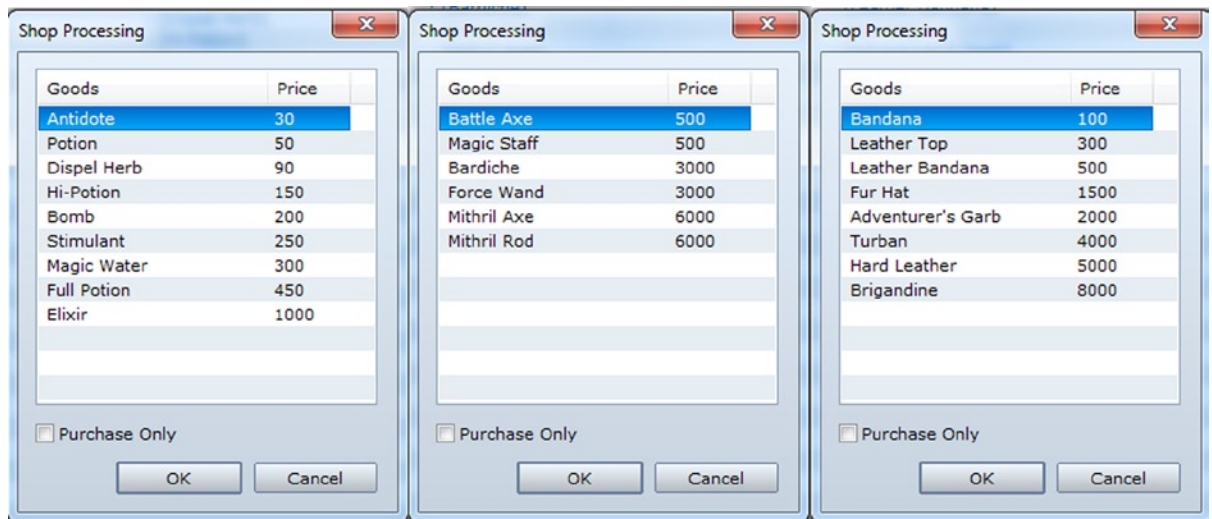 Shop Processing
Goods Price
Antidote 30
Potion 50
Dispel Herb 90
Hi-Potion 150
Bomb 200
Stimulant 250
Magic Water 300
Full Potion 450
Elixir 1000
Purchase Only
OK Cancel
Shop Processing
Goods Price
Battle Axe 500
Magic Staff 500
Bardiche 3000
Force Wand 3000
Mithril Axe 6000
Mithril Rod 6000
Purchase Only
OK Cancel
Shop Processing
Goods Price
Bandana 100
Leather Top 300
Leather Bandana 500
Fur Hat 1500
Adventurer's Garb 2000
Turban 4000
Hard Leather 5000
Brigandine 8000
Purchase Only
OK Cancel